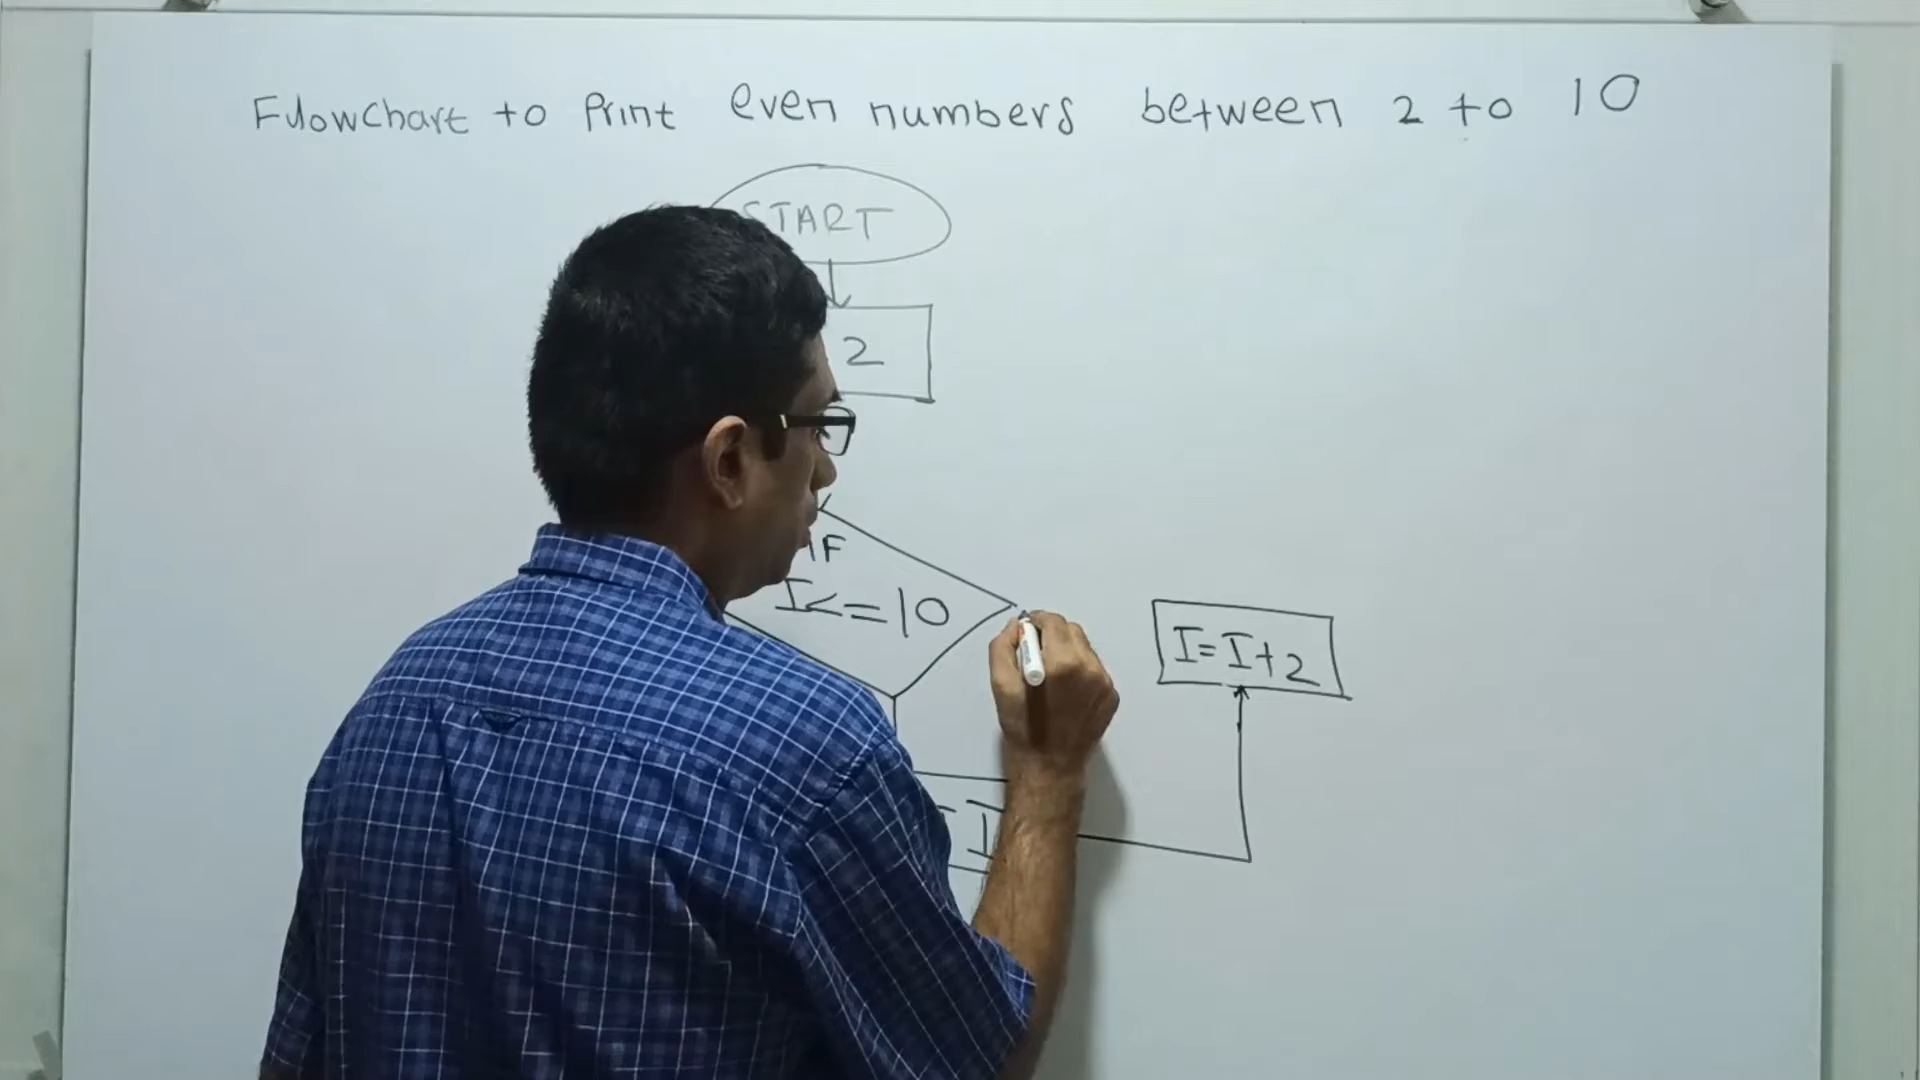 Flowchart to Print even numbers between 2 to 10
START
2
IF
I<=10
I=I+2
I